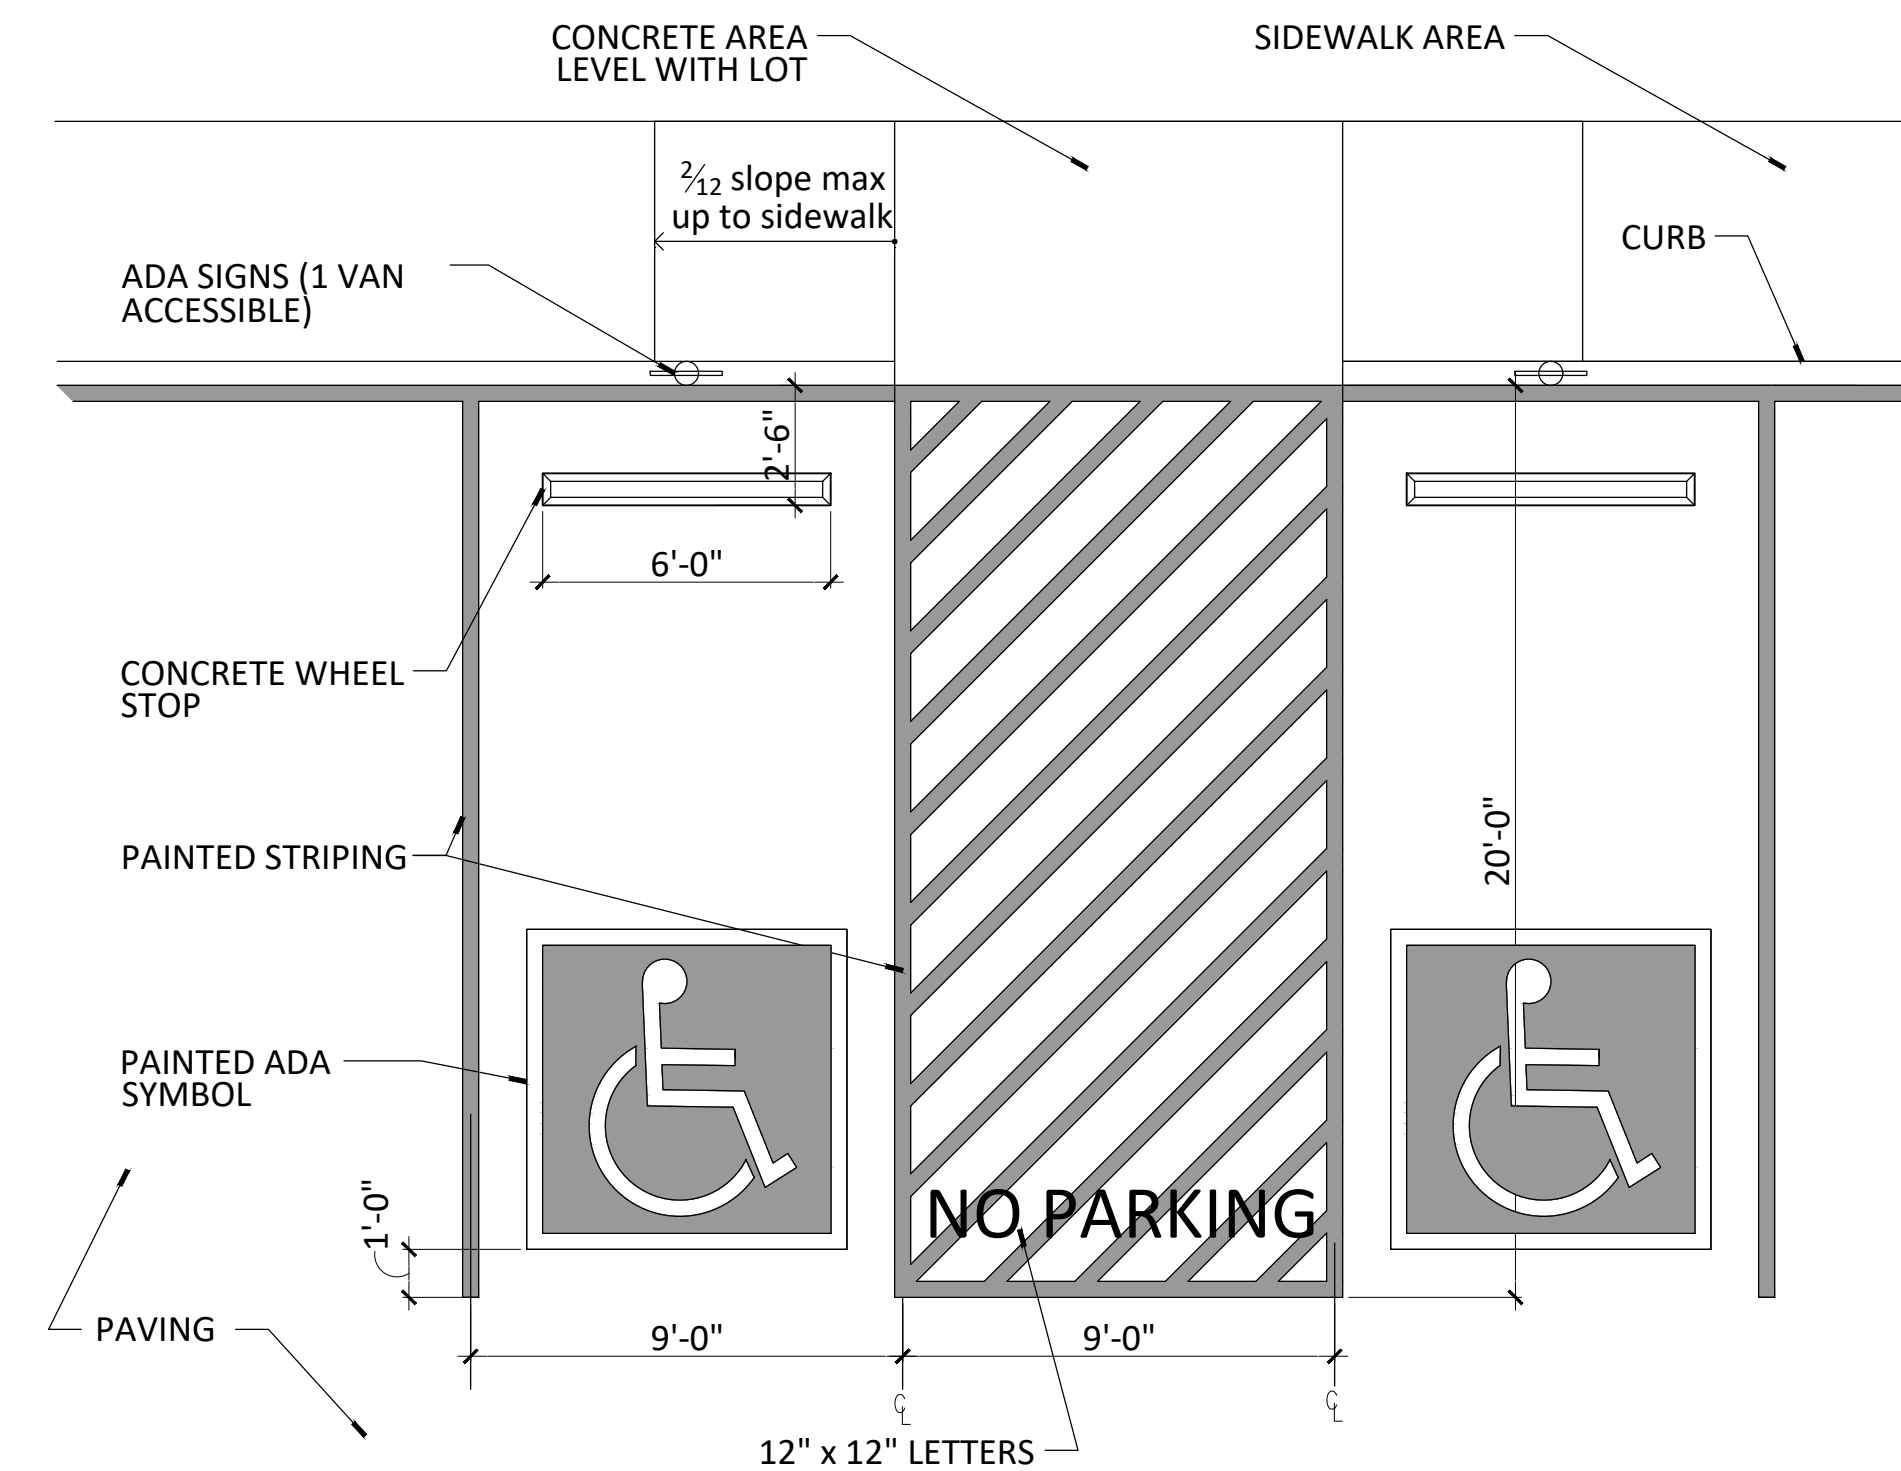 CONCRETE AREA
LEVEL WITH LOT
SIDEWALK AREA
2⁄12 slope max
up to sidewalk
CURB
ADA SIGNS (1 VAN
ACCESSIBLE)
2'-6"
6'-0"
CONCRETE WHEEL
STOP
20'-0"
PAINTED STRIPING
PAINTED ADA
SYMBOL
1'-0"
NO PARKING
PAVING
9'-0"
9'-0"
℄
℄
12" x 12" LETTERS